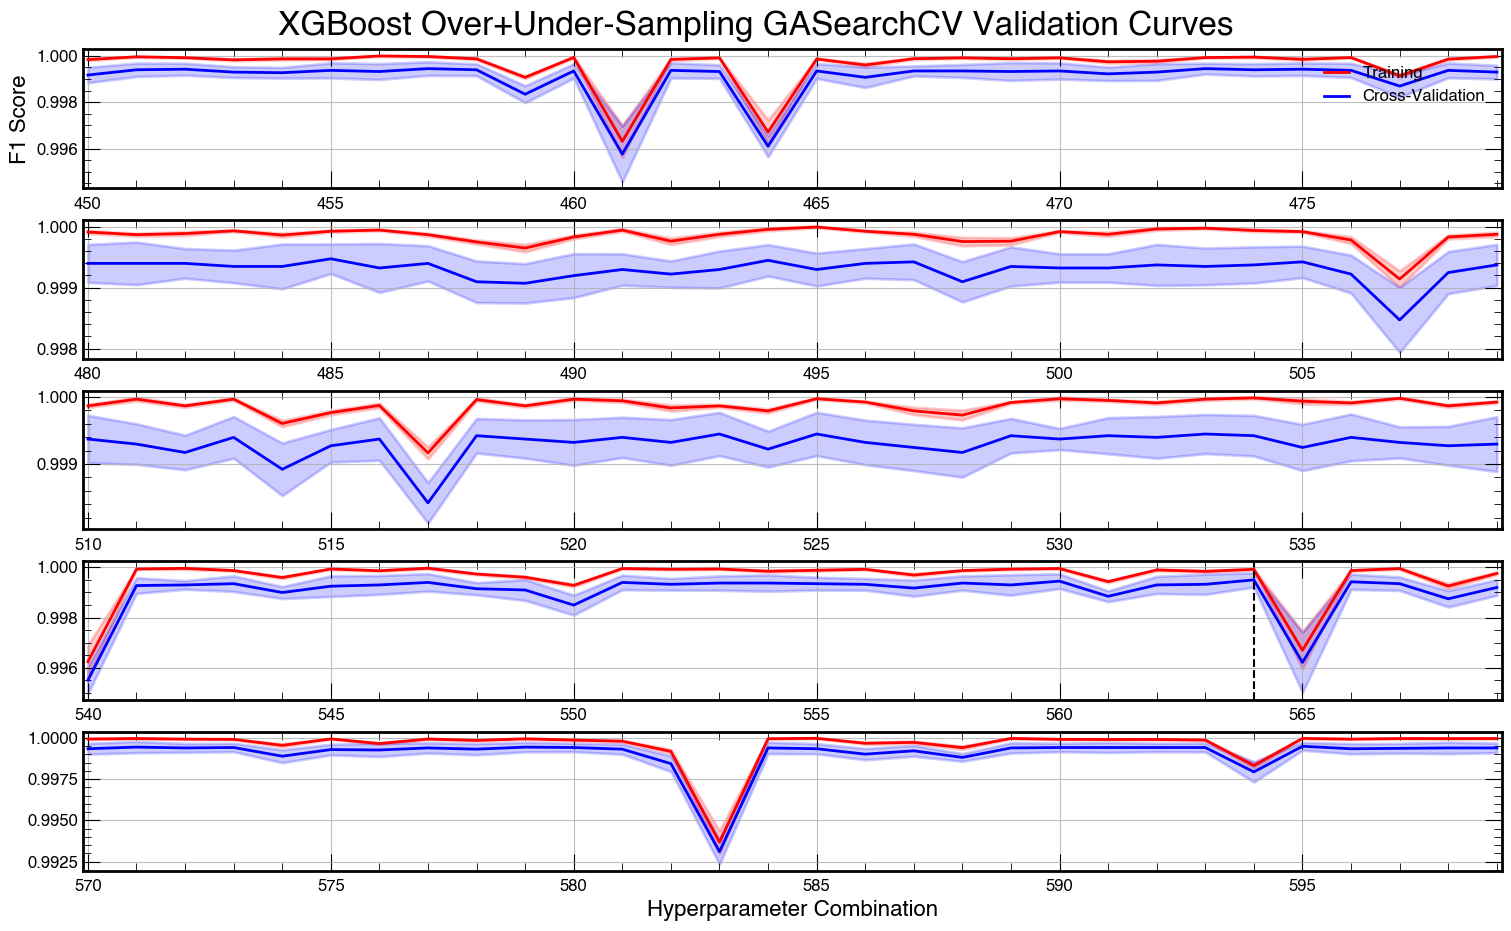 XGBoost Over+Under-Sampling GASearchCV Validation Curves
F1 Score
1.000
0.998
0.996
Training
Cross-Validation
450 455 460 465 470 475
1.000
0.999
0.998
480 485 490 495 500 505
1.000
0.999
510 515 520 525 530 535
1.000
0.998
0.996
540 545 550 555 560 565
1.0000
0.9975
0.9950
0.9925
570 575 580 585 590 595
Hyperparameter Combination